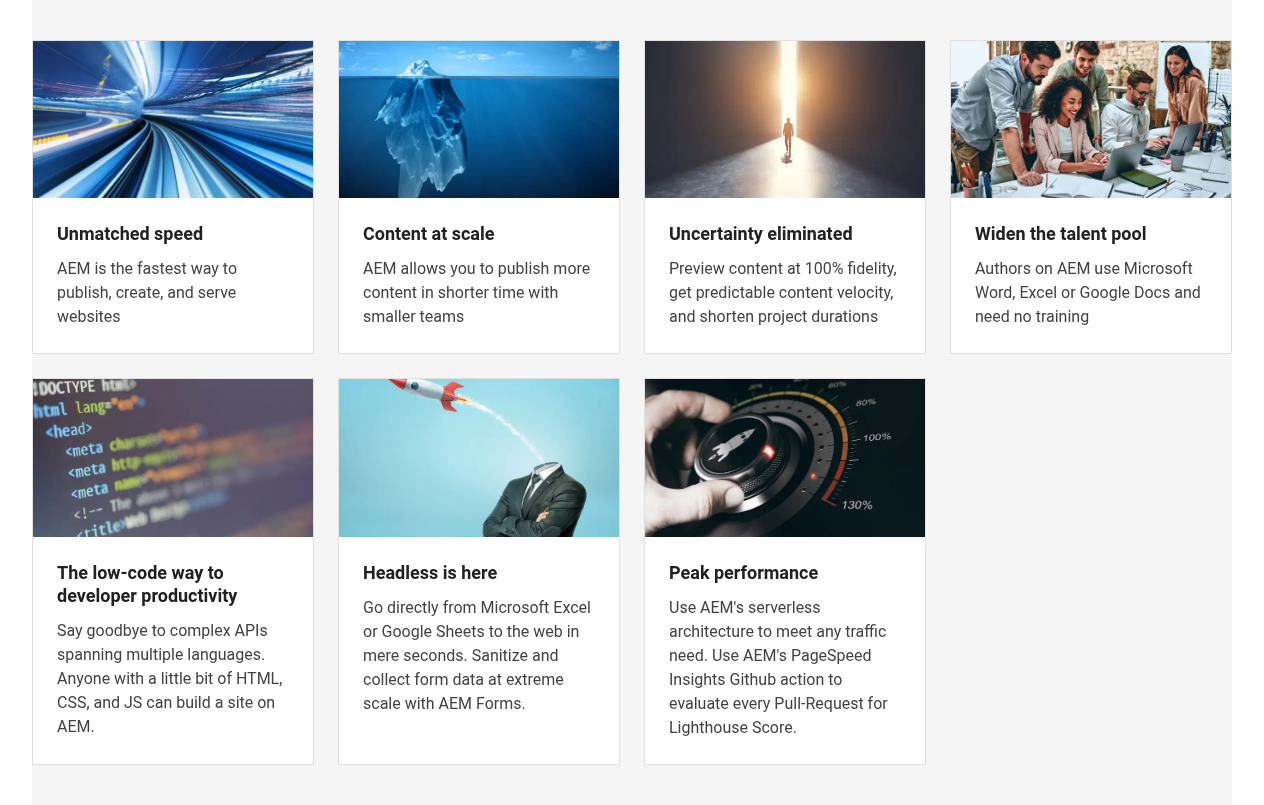 Unmatched speed
AEM is the fastest way to
publish, create, and serve
websites
Content at scale
AEM allows you to publish more
content in shorter time with
smaller teams
Uncertainty eliminated
Preview content at 100% fidelity,
get predictable content velocity,
and shorten project durations
Widen the talent pool
Authors on AEM use Microsoft
Word, Excel or Google Docs and
need no training
!DOCTYPE html>
html lang="en">
<head>
<meta
<meta
<meta
<!-- The
<title>Web
The low-code way to
developer productivity
Say goodbye to complex APIs
spanning multiple languages.
Anyone with a little bit of HTML,
CSS, and JS can build a site on
AEM.
Headless is here
Go directly from Microsoft Excel
or Google Sheets to the web in
mere seconds. Sanitize and
collect form data at extreme
scale with AEM Forms.
60%
80%
100%
130%
Peak performance
Use AEM's serverless
architecture to meet any traffic
need. Use AEM's PageSpeed
Insights Github action to
evaluate every Pull-Request for
Lighthouse Score.